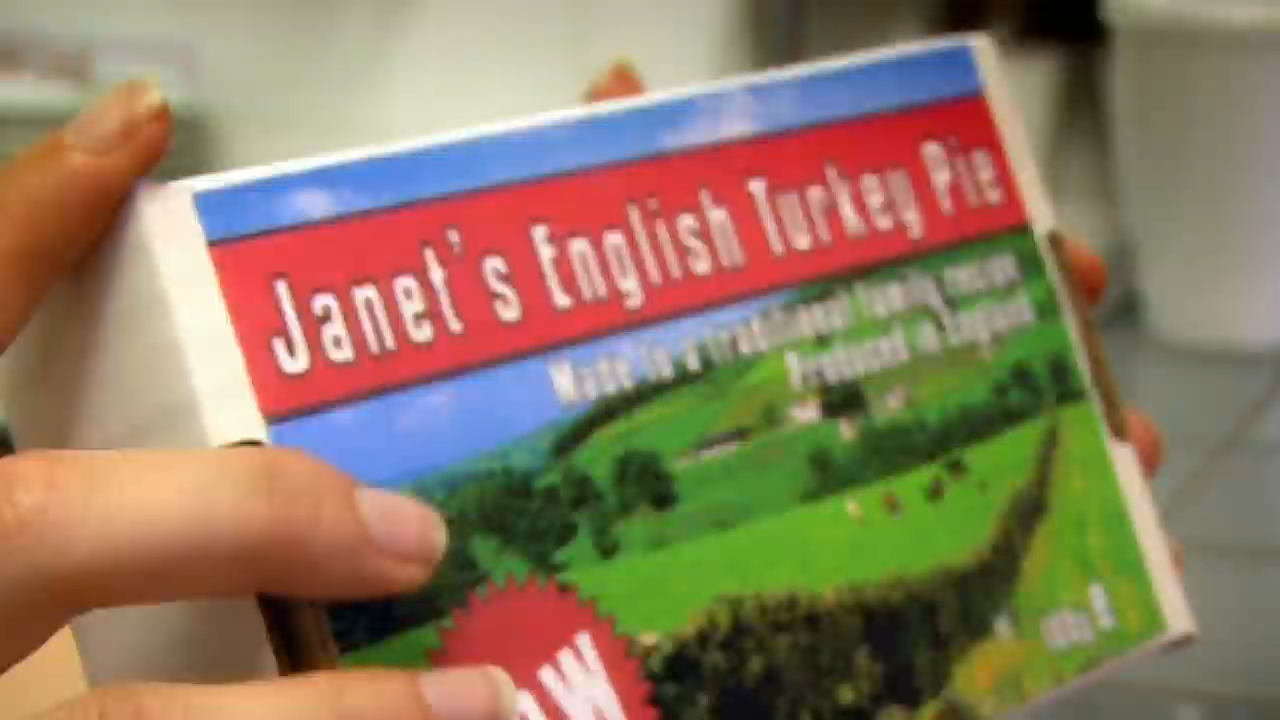 Janet's English Turkey Pie
Made to a traditional family recipe
Produced in England